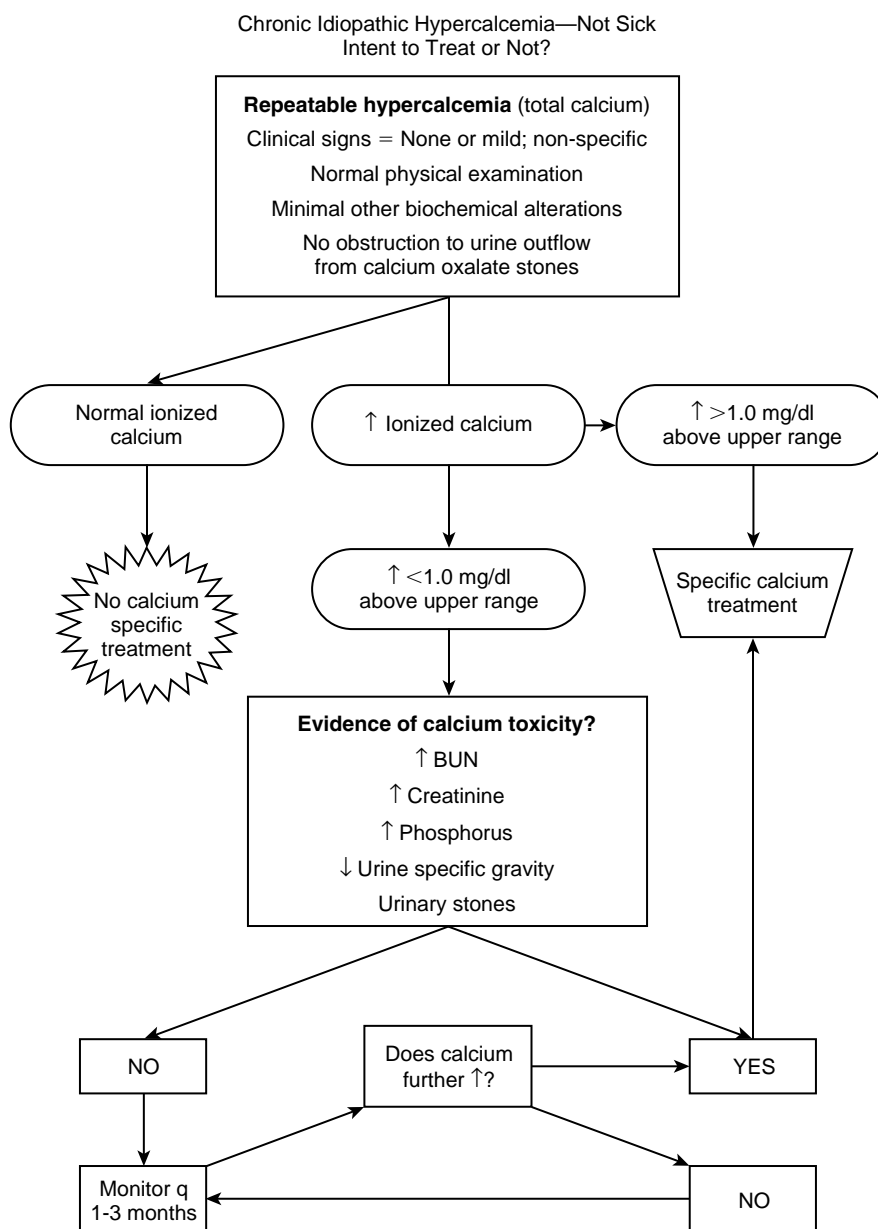 Chronic Idiopathic Hypercalcemia—Not Sick
Intent to Treat or Not?
Repeatable hypercalcemia (total calcium)
Clinical signs = None or mild; non-specific
Normal physical examination
Minimal other biochemical alterations
No obstruction to urine outflow
from calcium oxalate stones
Normal ionized
calcium
↑ Ionized calcium
↑ >1.0 mg/dl
above upper range
No calcium
specific
treatment
↑ <1.0 mg/dl
above upper range
Specific calcium
treatment
Evidence of calcium toxicity?
↑ BUN
↑ Creatinine
↑ Phosphorus
↓ Urine specific gravity
Urinary stones
NO
Does calcium
further ↑?
YES
Monitor q
1-3 months
NO